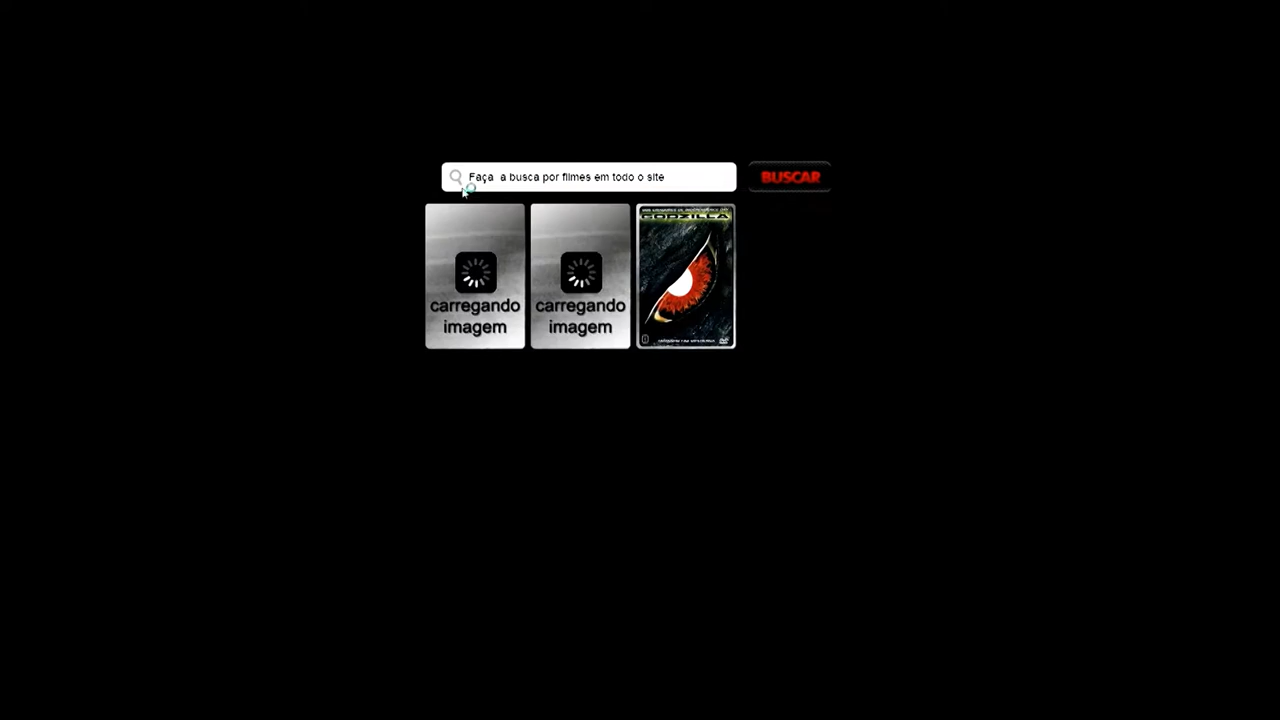 Faça a busca por filmes em todo o site
BUSCAR
carregando
imagem
carregando
imagem
GODZILLA